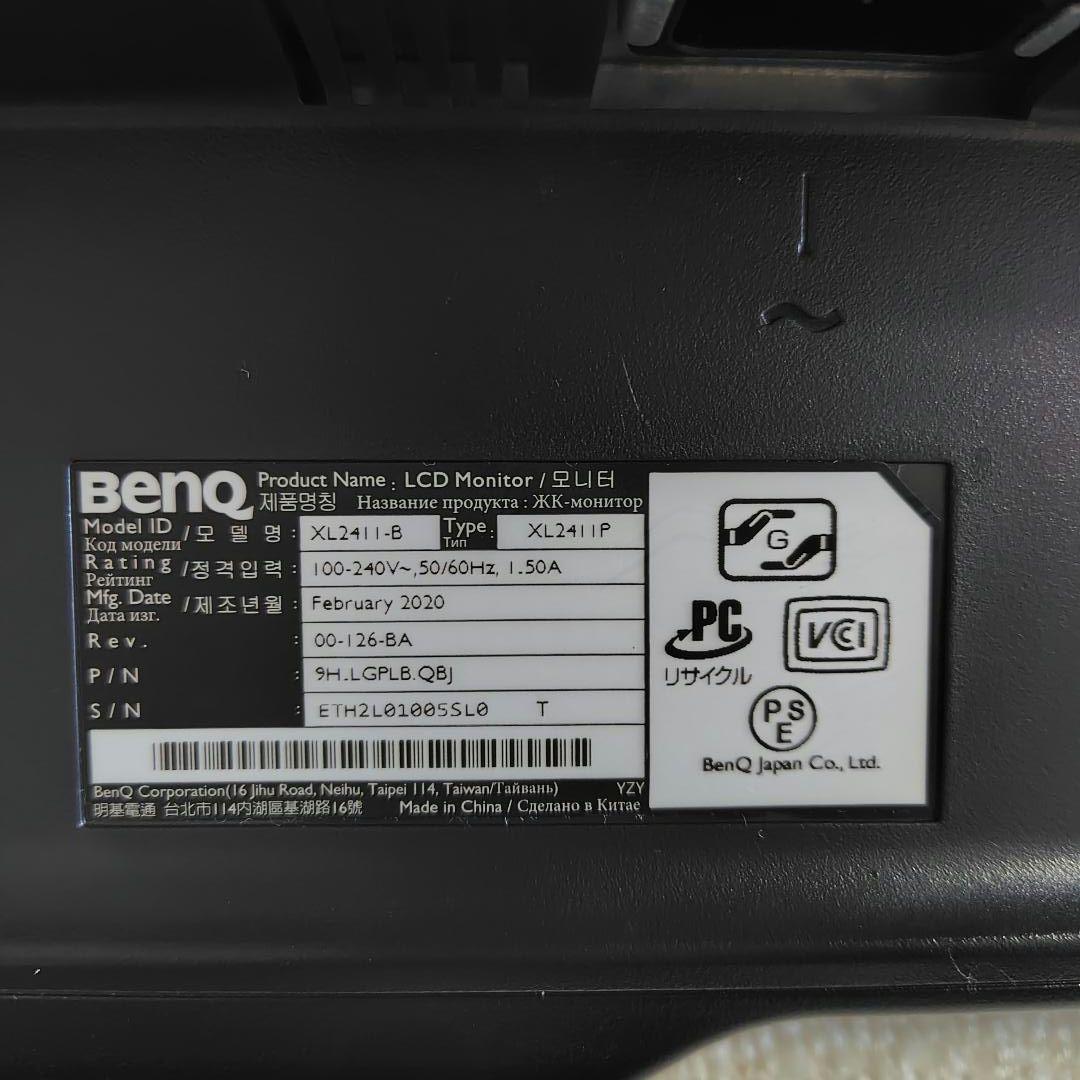 BenQ
Product Name : LCD Monitor / 모니터
제품명칭 Название продукта : ЖК-монитор
Model ID / 모 델 명 : XL2411-B Type : XL2411P
Код модели Тип
Rating / 정격입력 : 100-240V~,50/60Hz, 1.50A
Рейтинг
Mfg. Date / 제조년월 : February 2020
Дата изг.
Rev. : 00-126-BA
P/N : 9H.LGPLB.QBJ
S/N : ETH2L01005SL0 T
BenQ Corporation(16 Jihu Road, Neihu, Taipei 114, Taiwan/Тайвань) YZY
明基電通 台北市114内湖區基湖路16號 Made in China / Сделано в Китае
G
PC
リサイクル
VCCI
PSE
BenQ Japan Co., Ltd.